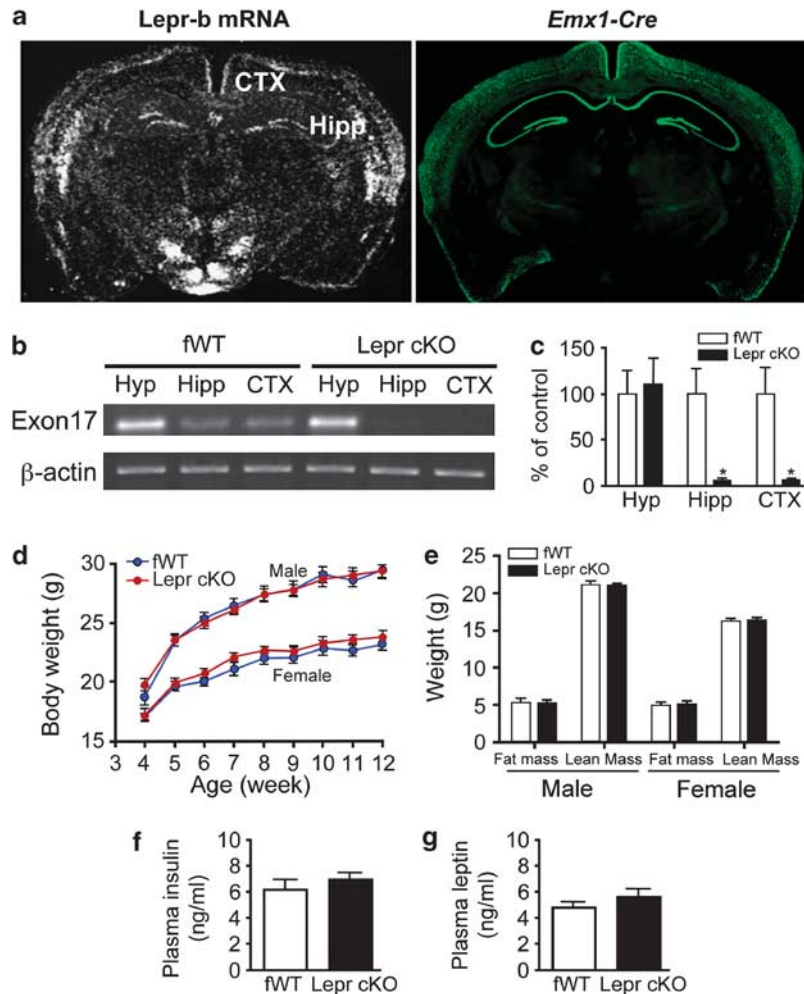 a
Lepr-b mRNA
Emx1-Cre
CTX
Hipp
b
fWT
Lepr cKO
Hyp Hipp CTX Hyp Hipp CTX
Exon17
β-actin
c
fWT
Lepr cKO
% of control
150
100
50
0
* *
Hyp Hipp CTX
d
fWT
Lepr cKO
Male
Female
Body weight (g)
30
25
20
15
3 4 5 6 7 8 9 10 11 12
Age (week)
e
fWT
Lepr cKO
Weight (g)
25
20
15
10
5
0
Fat mass Lean Mass Fat mass Lean Mass
Male Female
f
Plasma insulin
(ng/ml)
10
8
6
4
2
0
fWT Lepr cKO
g
Plasma leptin
(ng/ml)
10
8
6
4
2
0
fWT Lepr cKO